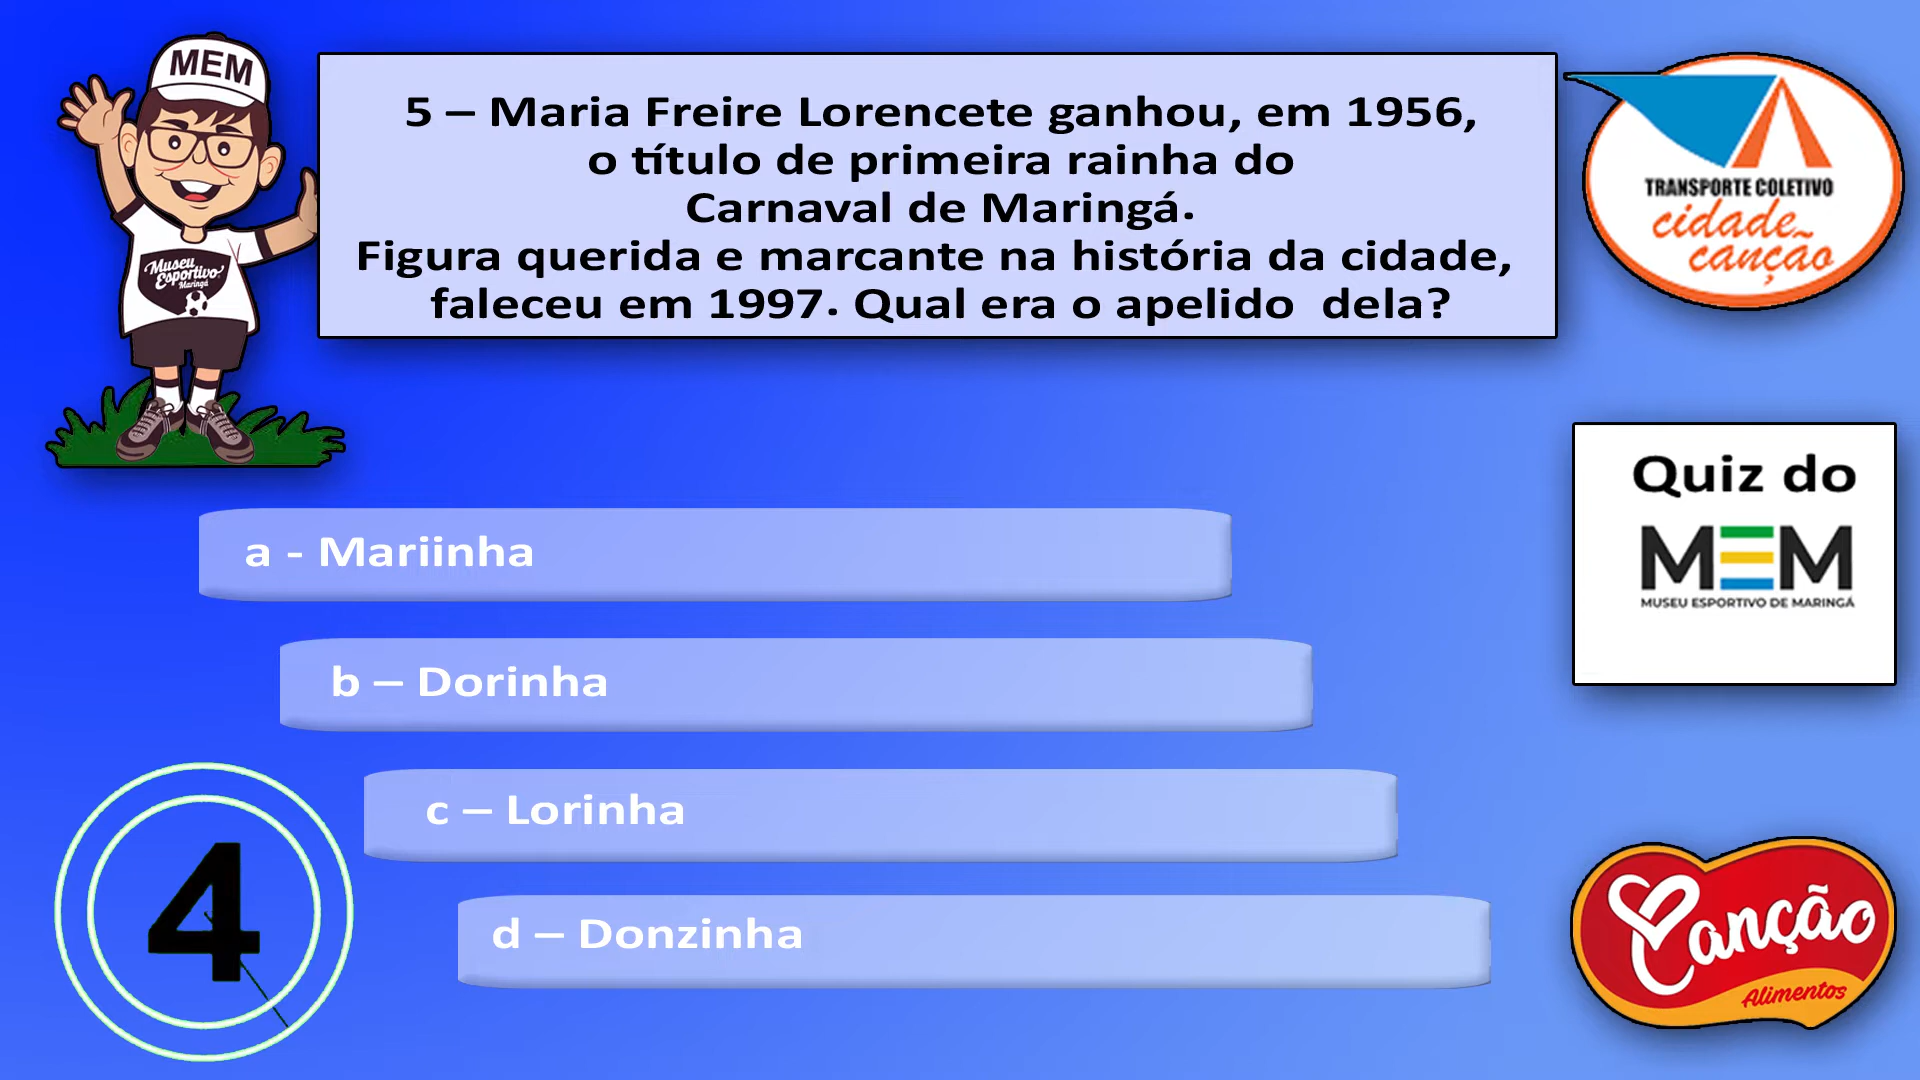 MEM
Museu
Esportivo
Maringá
5 – Maria Freire Lorencete ganhou, em 1956,
o título de primeira rainha do
Carnaval de Maringá.
Figura querida e marcante na história da cidade,
faleceu em 1997. Qual era o apelido dela?
TRANSPORTE COLETIVO
cidade
canção
Quiz do
MEM
MUSEU ESPORTIVO DE MARINGÁ
a - Mariinha
b – Dorinha
c – Lorinha
d – Donzinha
4
Canção
Alimentos